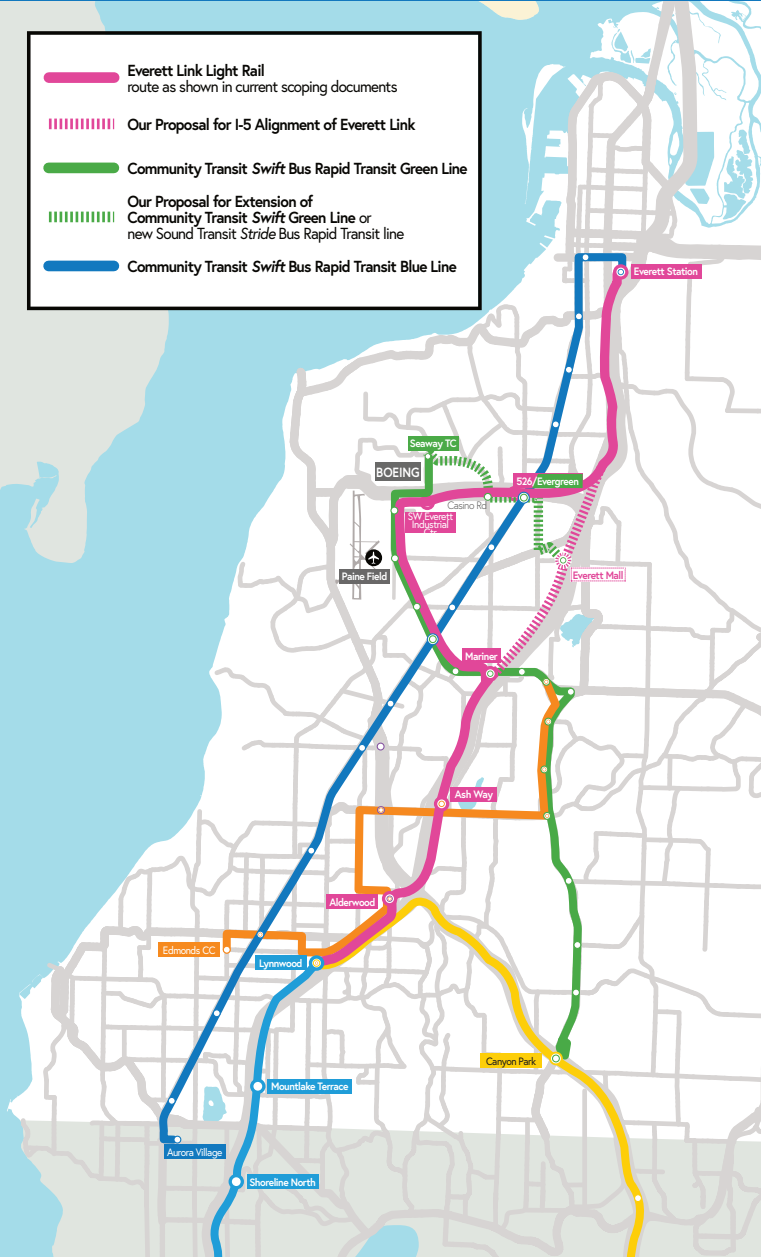 Everett Link Light Rail
route as shown in current scoping documents
Our Proposal for I-5 Alignment of Everett Link
Community Transit Swift Bus Rapid Transit Green Line
Our Proposal for Extension of
Community Transit Swift Green Line or
new Sound Transit Stride Bus Rapid Transit line
Community Transit Swift Bus Rapid Transit Blue Line
Everett Station
Seaway TC
BOEING
526/Evergreen
Casino Rd
SW Everett
Industrial
Ctr
Paine Field
Everett Mall
Mariner
Ash Way
Alderwood
Edmonds CC
Lynnwood
Canyon Park
Mountlake Terrace
Aurora Village
Shoreline North